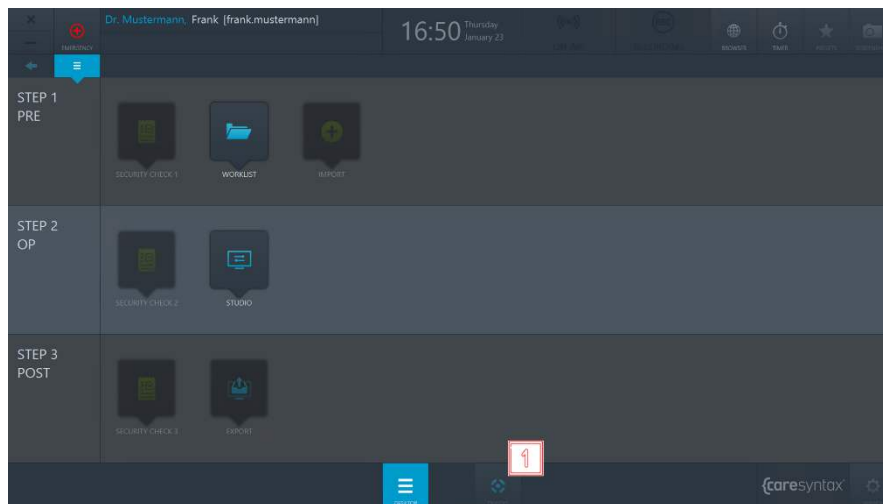 Dr. Mustermann, Frank [frank.mustermann]
16:50 Thursday
January 23
EMERGENCY
BROWSER
TIMER
STEP 1
PRE
SECURITY CHECK 1
WORKLIST
IMPORT
STEP 2
OP
SECURITY CHECK 2
STUDIO
STEP 3
POST
SECURITY CHECK 3
EXPORT
1
{caresyntax